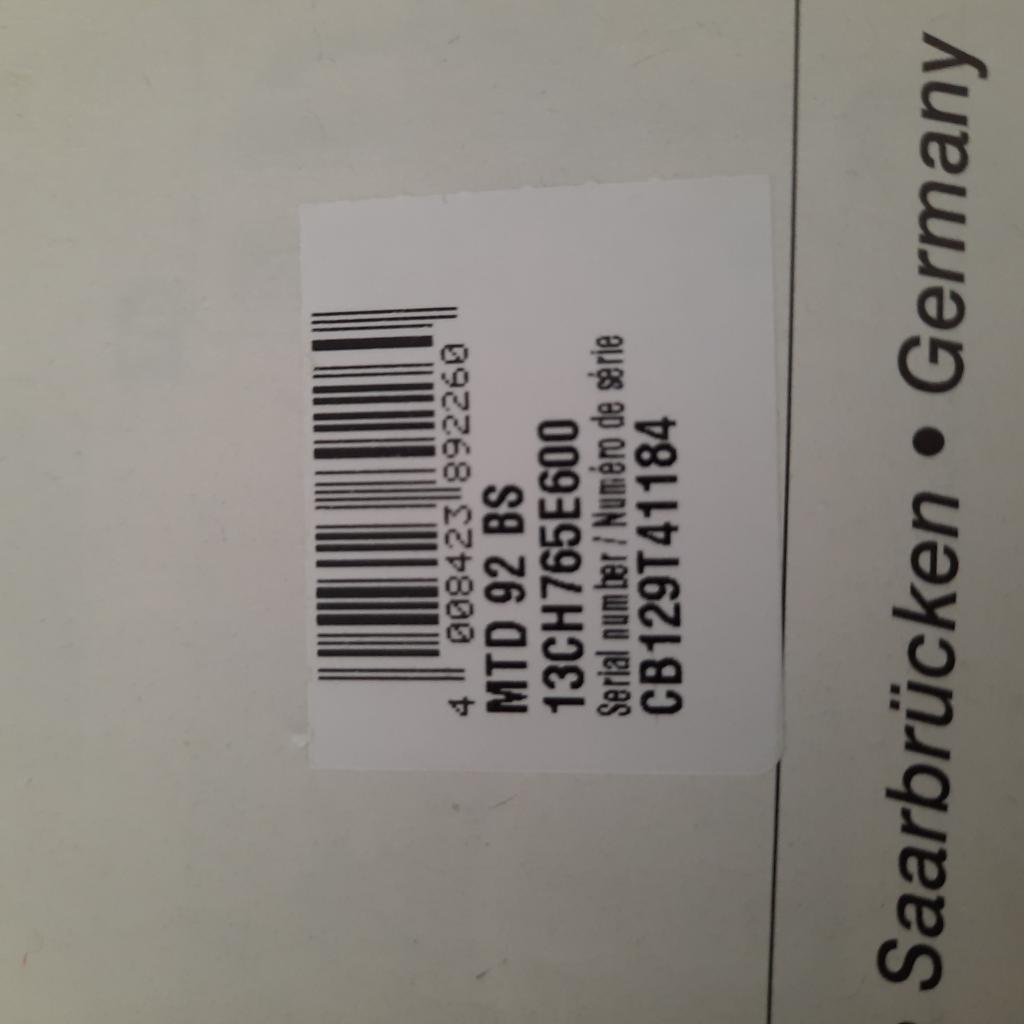 4 008423 892260
MTD 92 BS
13CH765E600
Serial number / Numéro de série
CB129T41184
Saarbrücken • Germany